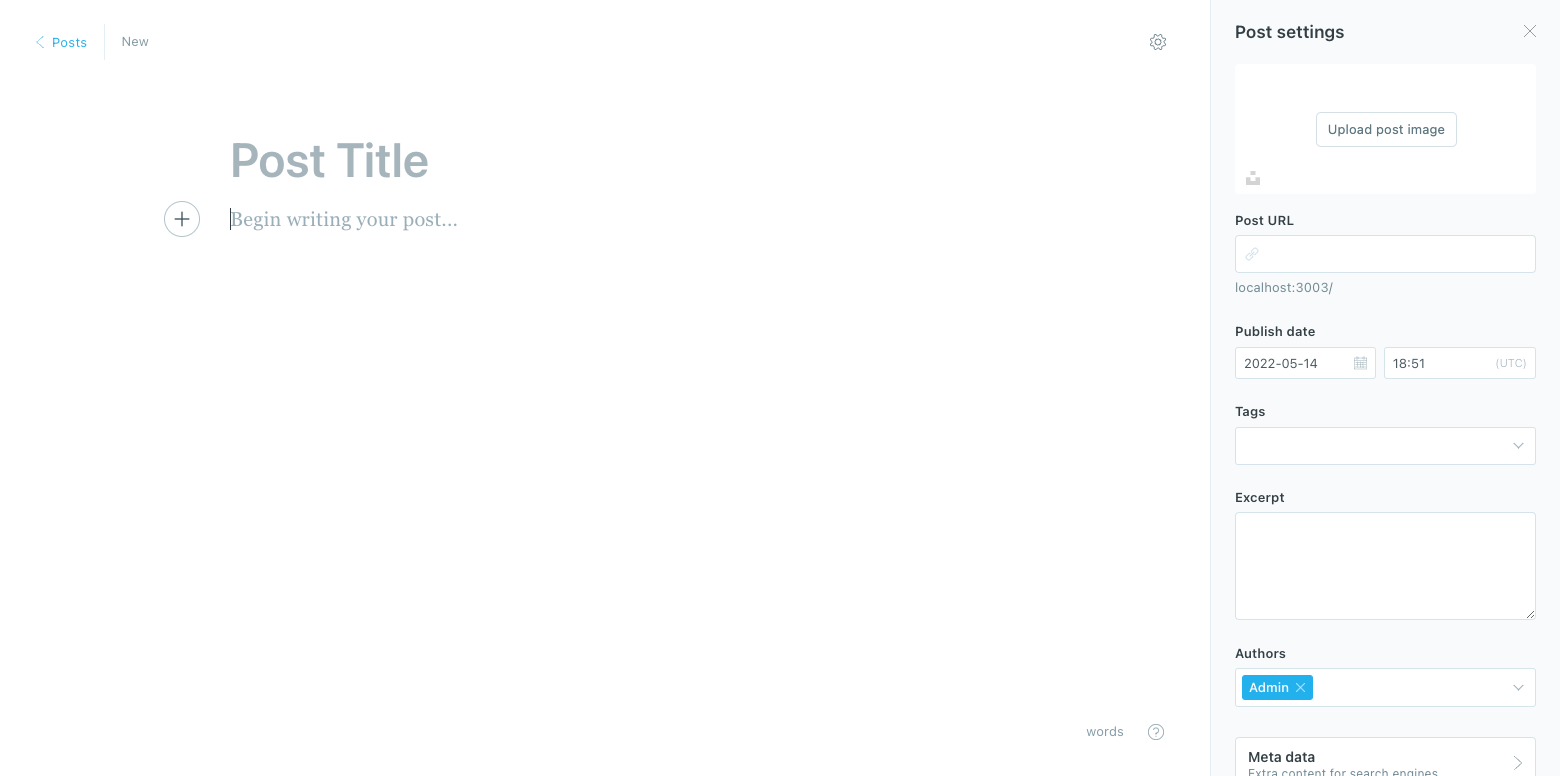 Posts
New
Post Title
Begin writing your post...
words
?
Post settings
Upload post image
Post URL
localhost:3003/
Publish date
2022-05-14
18:51 (UTC)
Tags
Excerpt
Authors
Admin
Meta data
Extra content for search engines